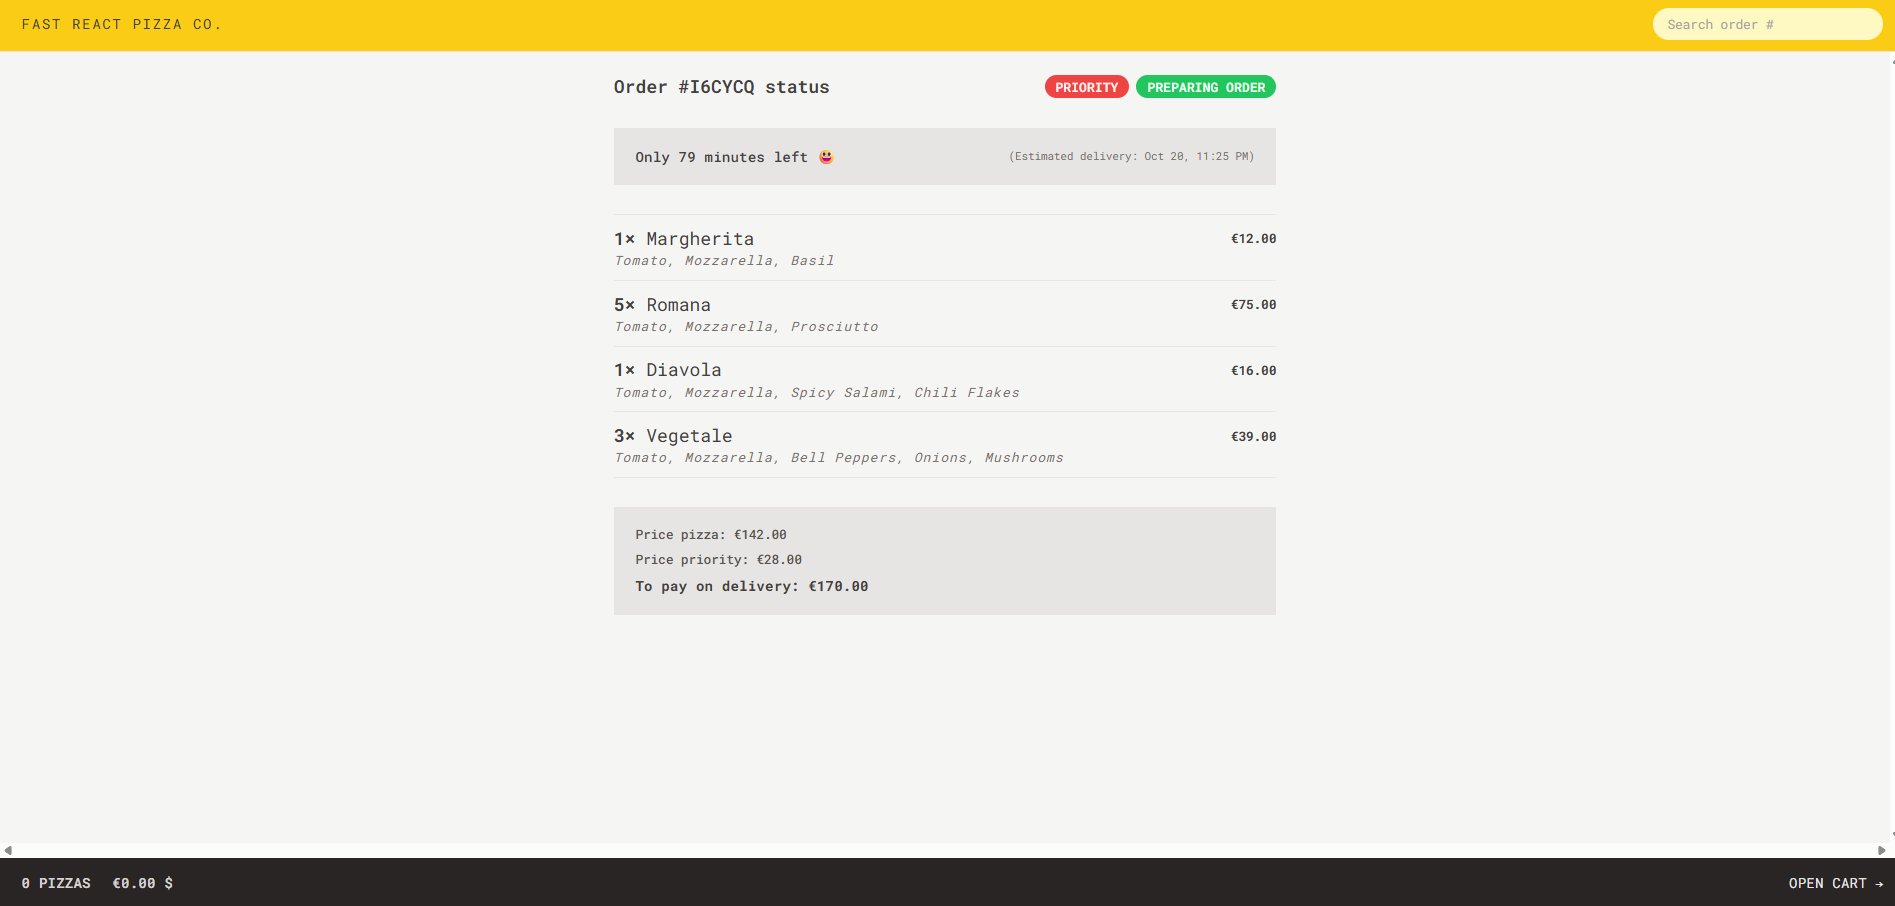 FAST REACT PIZZA CO.
Search order #
Order #I6CYCQ status
PRIORITY
PREPARING ORDER
Only 79 minutes left 😀
(Estimated delivery: Oct 20, 11:25 PM)
1× Margherita
€12.00
Tomato, Mozzarella, Basil
5× Romana
€75.00
Tomato, Mozzarella, Prosciutto
1× Diavola
€16.00
Tomato, Mozzarella, Spicy Salami, Chili Flakes
3× Vegetale
€39.00
Tomato, Mozzarella, Bell Peppers, Onions, Mushrooms
Price pizza: €142.00
Price priority: €28.00
To pay on delivery: €170.00
0 PIZZAS €0.00 $
OPEN CART →